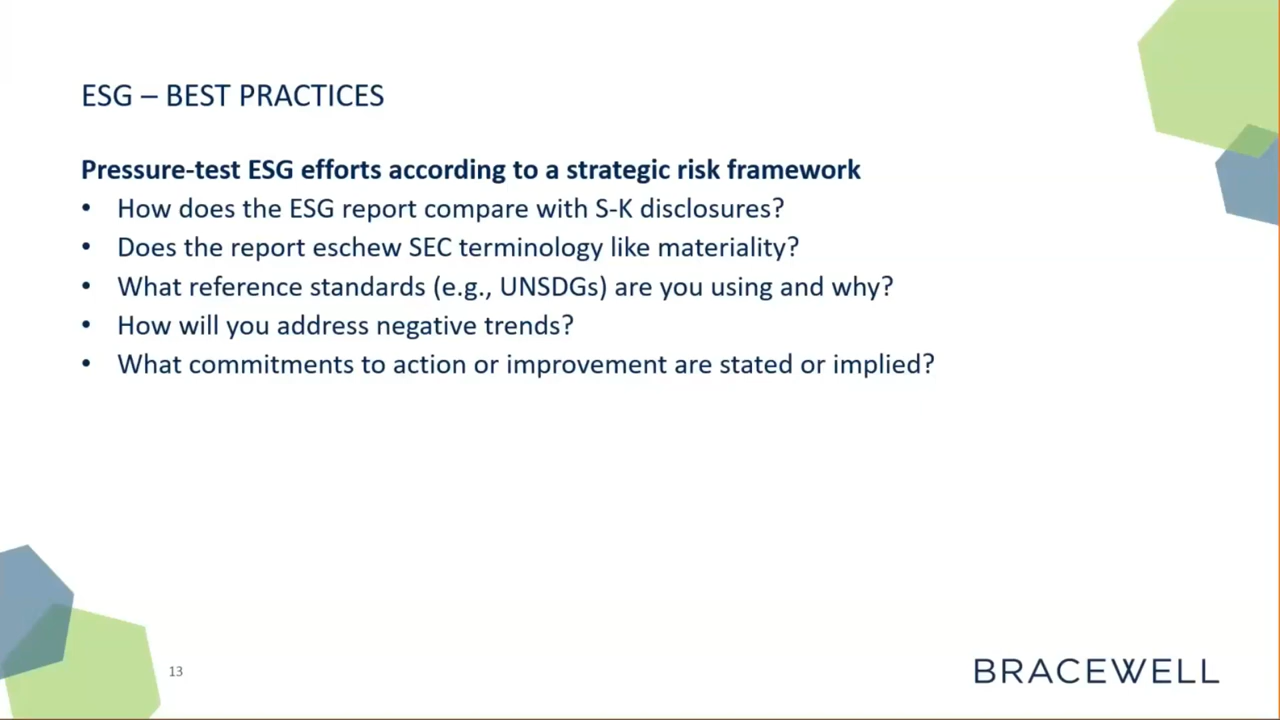 ESG – BEST PRACTICES
Pressure-test ESG efforts according to a strategic risk framework
• How does the ESG report compare with S-K disclosures?
• Does the report eschew SEC terminology like materiality?
• What reference standards (e.g., UNSDGs) are you using and why?
• How will you address negative trends?
• What commitments to action or improvement are stated or implied?
13
BRACEWELL